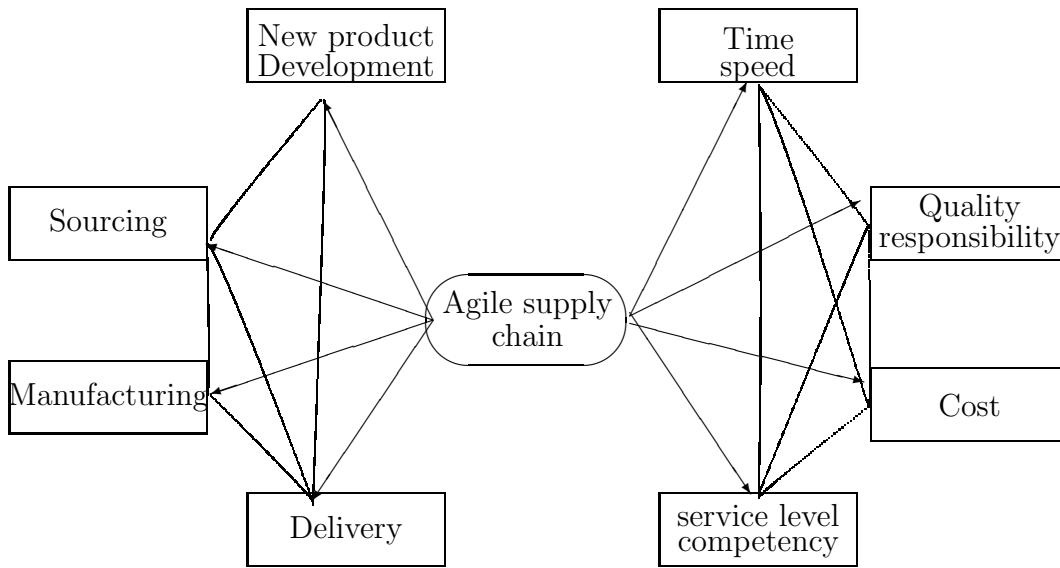 New product
Development
Time
speed
Sourcing
Quality
responsibility
Agile supply
chain
Manufacturing
Cost
Delivery
service level
competency